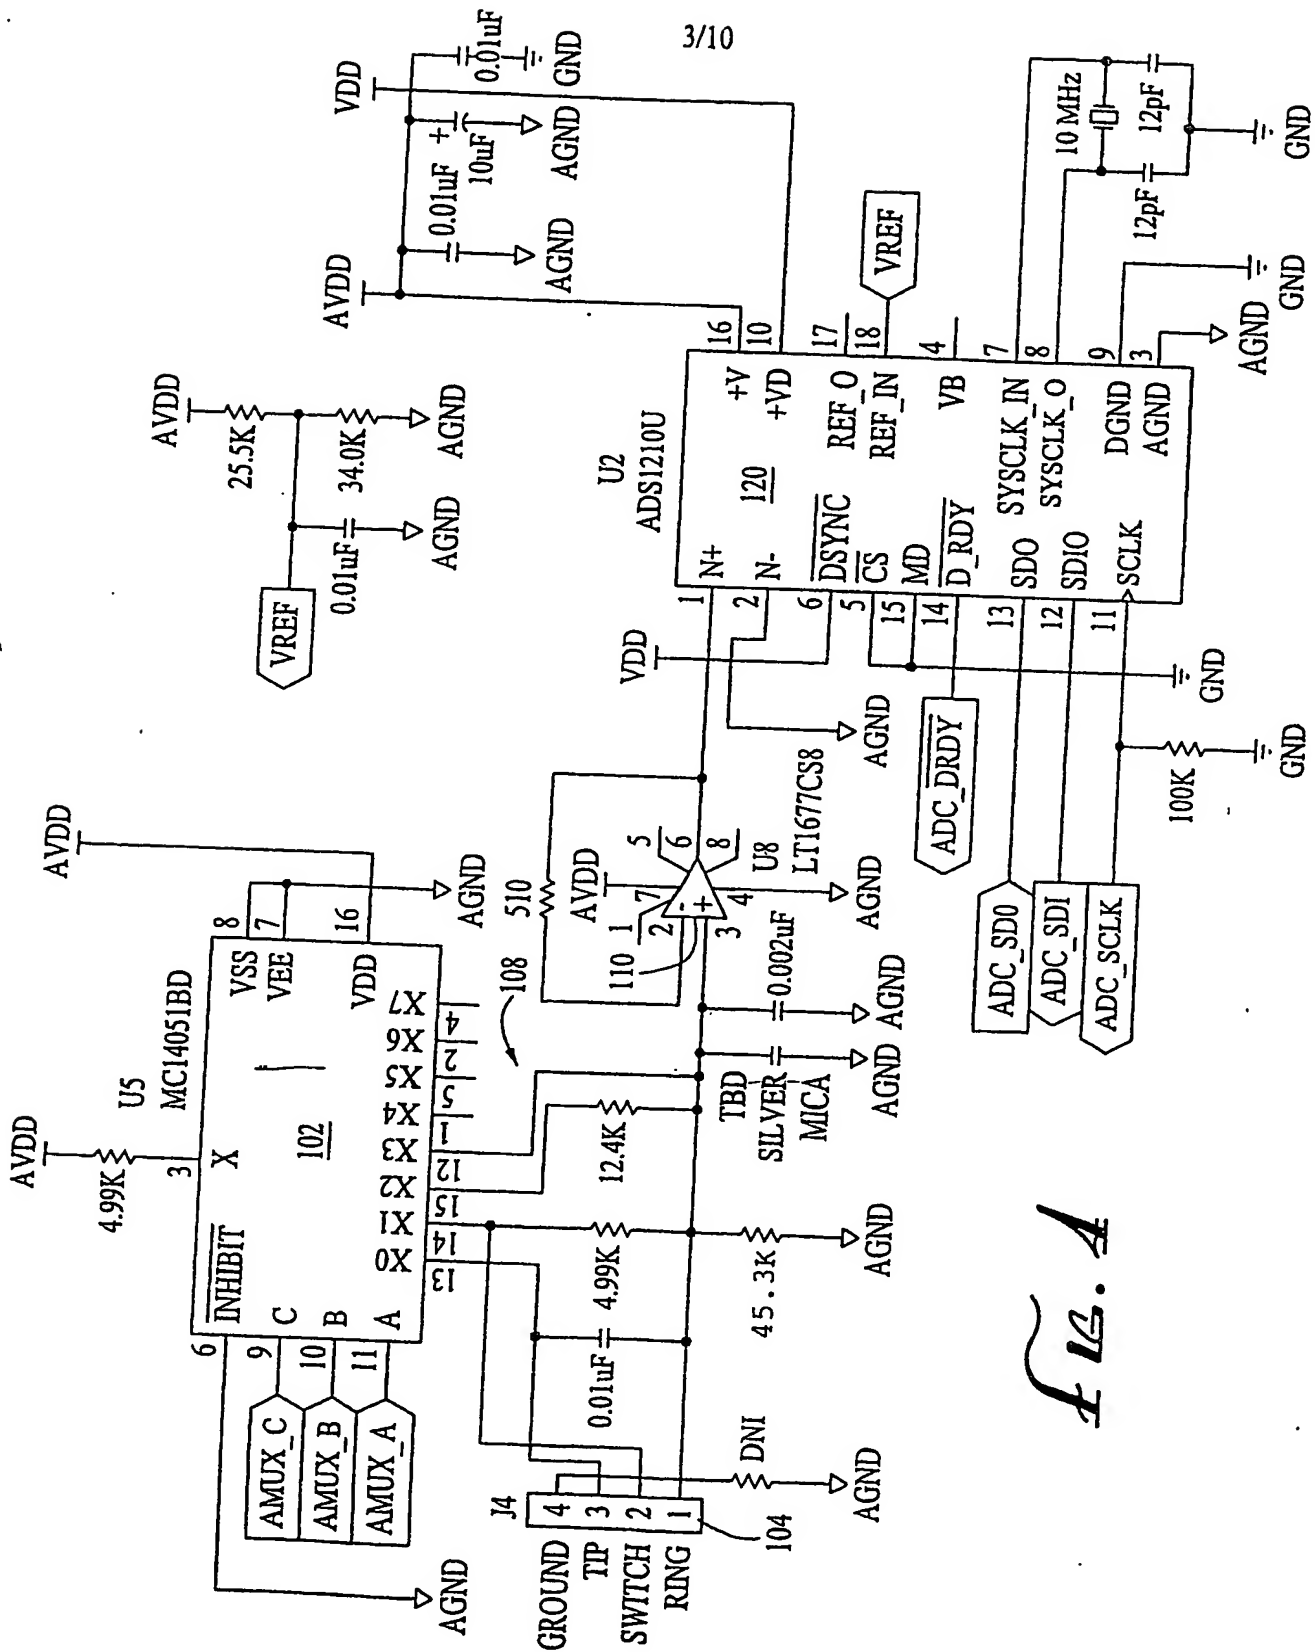 3/10
AVDD
4.99K
3
U5
MC14051BD
X
102
INHIBIT
C
B
A
6
9
10
11
AMUX_C
AMUX_B
AMUX_A
AGND
VSS
VEE
VDD
8
7
16
AVDD
AGND
X0
X1
X2
X3
X4
X5
X6
X7
13
14
15
12
1
5
2
4
108
J4
GROUND
TIP
SWITCH
RING
4
3
2
1
104
DNI
AGND
0.01uF
4.99K
45.3K
AGND
12.4K
TBD
SILVER
MICA
AGND
0.002uF
AGND
510
AVDD
1
2
3
7
4
5
6
8
-
+
110
U8
LT1677CS8
AGND
AVDD
25.5K
34.0K
AGND
0.01uF
AGND
VREF
AVDD
0.01uF
AGND
+
10uF
AGND
VDD
0.01uF
GND
U2
ADS1210U
120
N+
N-
DSYNC
CS
MD
D_RDY
SDO
SDIO
SCLK
1
2
6
5
15
14
13
12
11
+V
+VD
REF_O
REF_IN
VB
SYSCLK_IN
SYSCLK_O
DGND
AGND
16
10
17
18
4
7
8
9
3
VDD
AGND
GND
ADC_DRDY
ADC_SD0
ADC_SDI
ADC_SCLK
100K
GND
VREF
10 MHz
12pF
12pF
GND
GND
AGND
FIG. 4